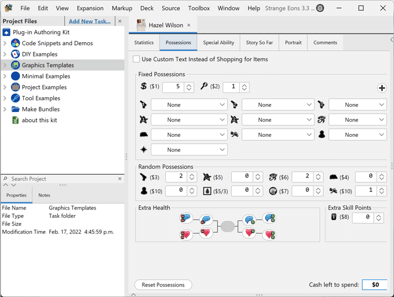 File Edit View Expansion Markup Deck Source Toolbox Window Help Strange Eons 3.3 ...
Project Files
Add New Task...
Hazel Wilson
Plug-in Authoring Kit
Code Snippets and Demos
DIY Examples
Graphics Templates
Minimal Examples
Project Examples
Tool Examples
Make Bundles
about this kit
Statistics Possessions Special Ability Story So Far Portrait Comments
Use Custom Text Instead of Shopping for Items
Fixed Possessions
($1) 5 ($2) 1
None None None
None None None
None None None
None
Random Possessions
($3) 2 ($5) 0 ($6) 2 ($4) 0
($10) 0 ($5/3) 0 ($7) 0 ($10) 1
Extra Health
Extra Skill Points
($8) 0
Search Project
Properties Notes
File Name Graphics Templates
File Type Task folder
File Size
Modification Time Feb. 17, 2022 4:45:59 p.m.
Reset Possessions
Cash left to spend: $0